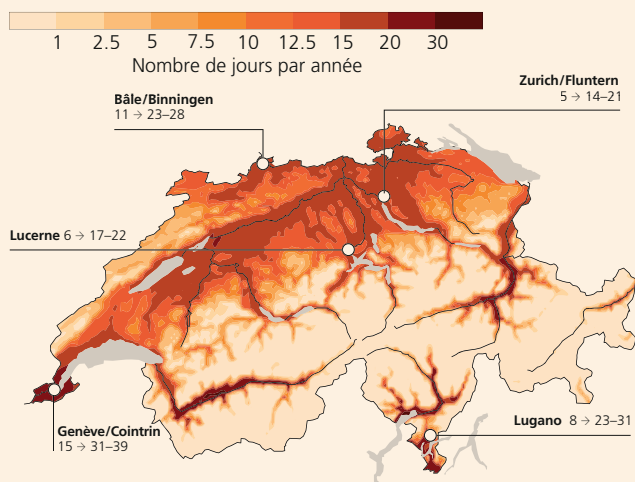 1 2.5 5 7.5 10 12.5 15 20 30
Nombre de jours par année
Zurich/Fluntern
5 → 14–21
Bâle/Binningen
11 → 23–28
Lucerne 6 → 17–22
Genève/Cointrin
15 → 31–39
Lugano 8 → 23–31